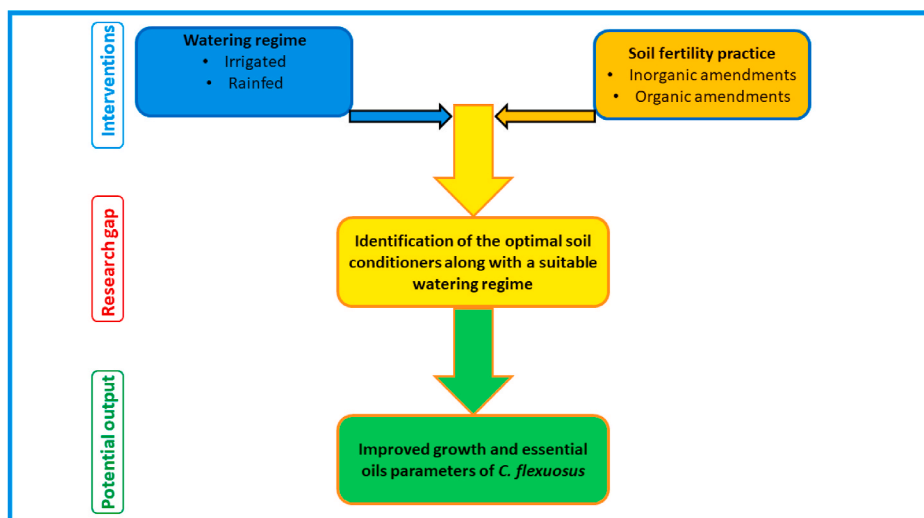 Interventions
Watering regime
• Irrigated
• Rainfed
Soil fertility practice
• Inorganic amendments
• Organic amendments
Research gap
Identification of the optimal soil
conditioners along with a suitable
watering regime
Potential output
Improved growth and essential
oils parameters of C. flexuosus